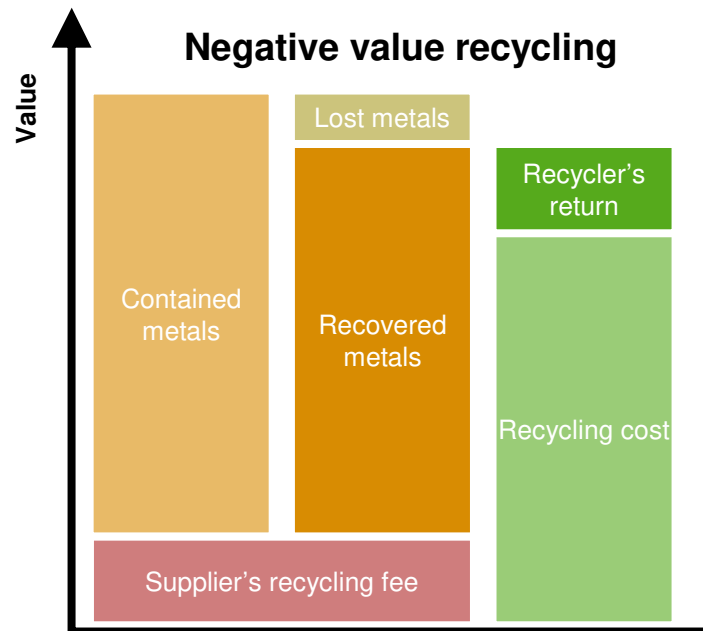 Negative value recycling
Value
Lost metals
Recycler’s
return
Contained
metals
Recovered
metals
Recycling cost
Supplier’s recycling fee